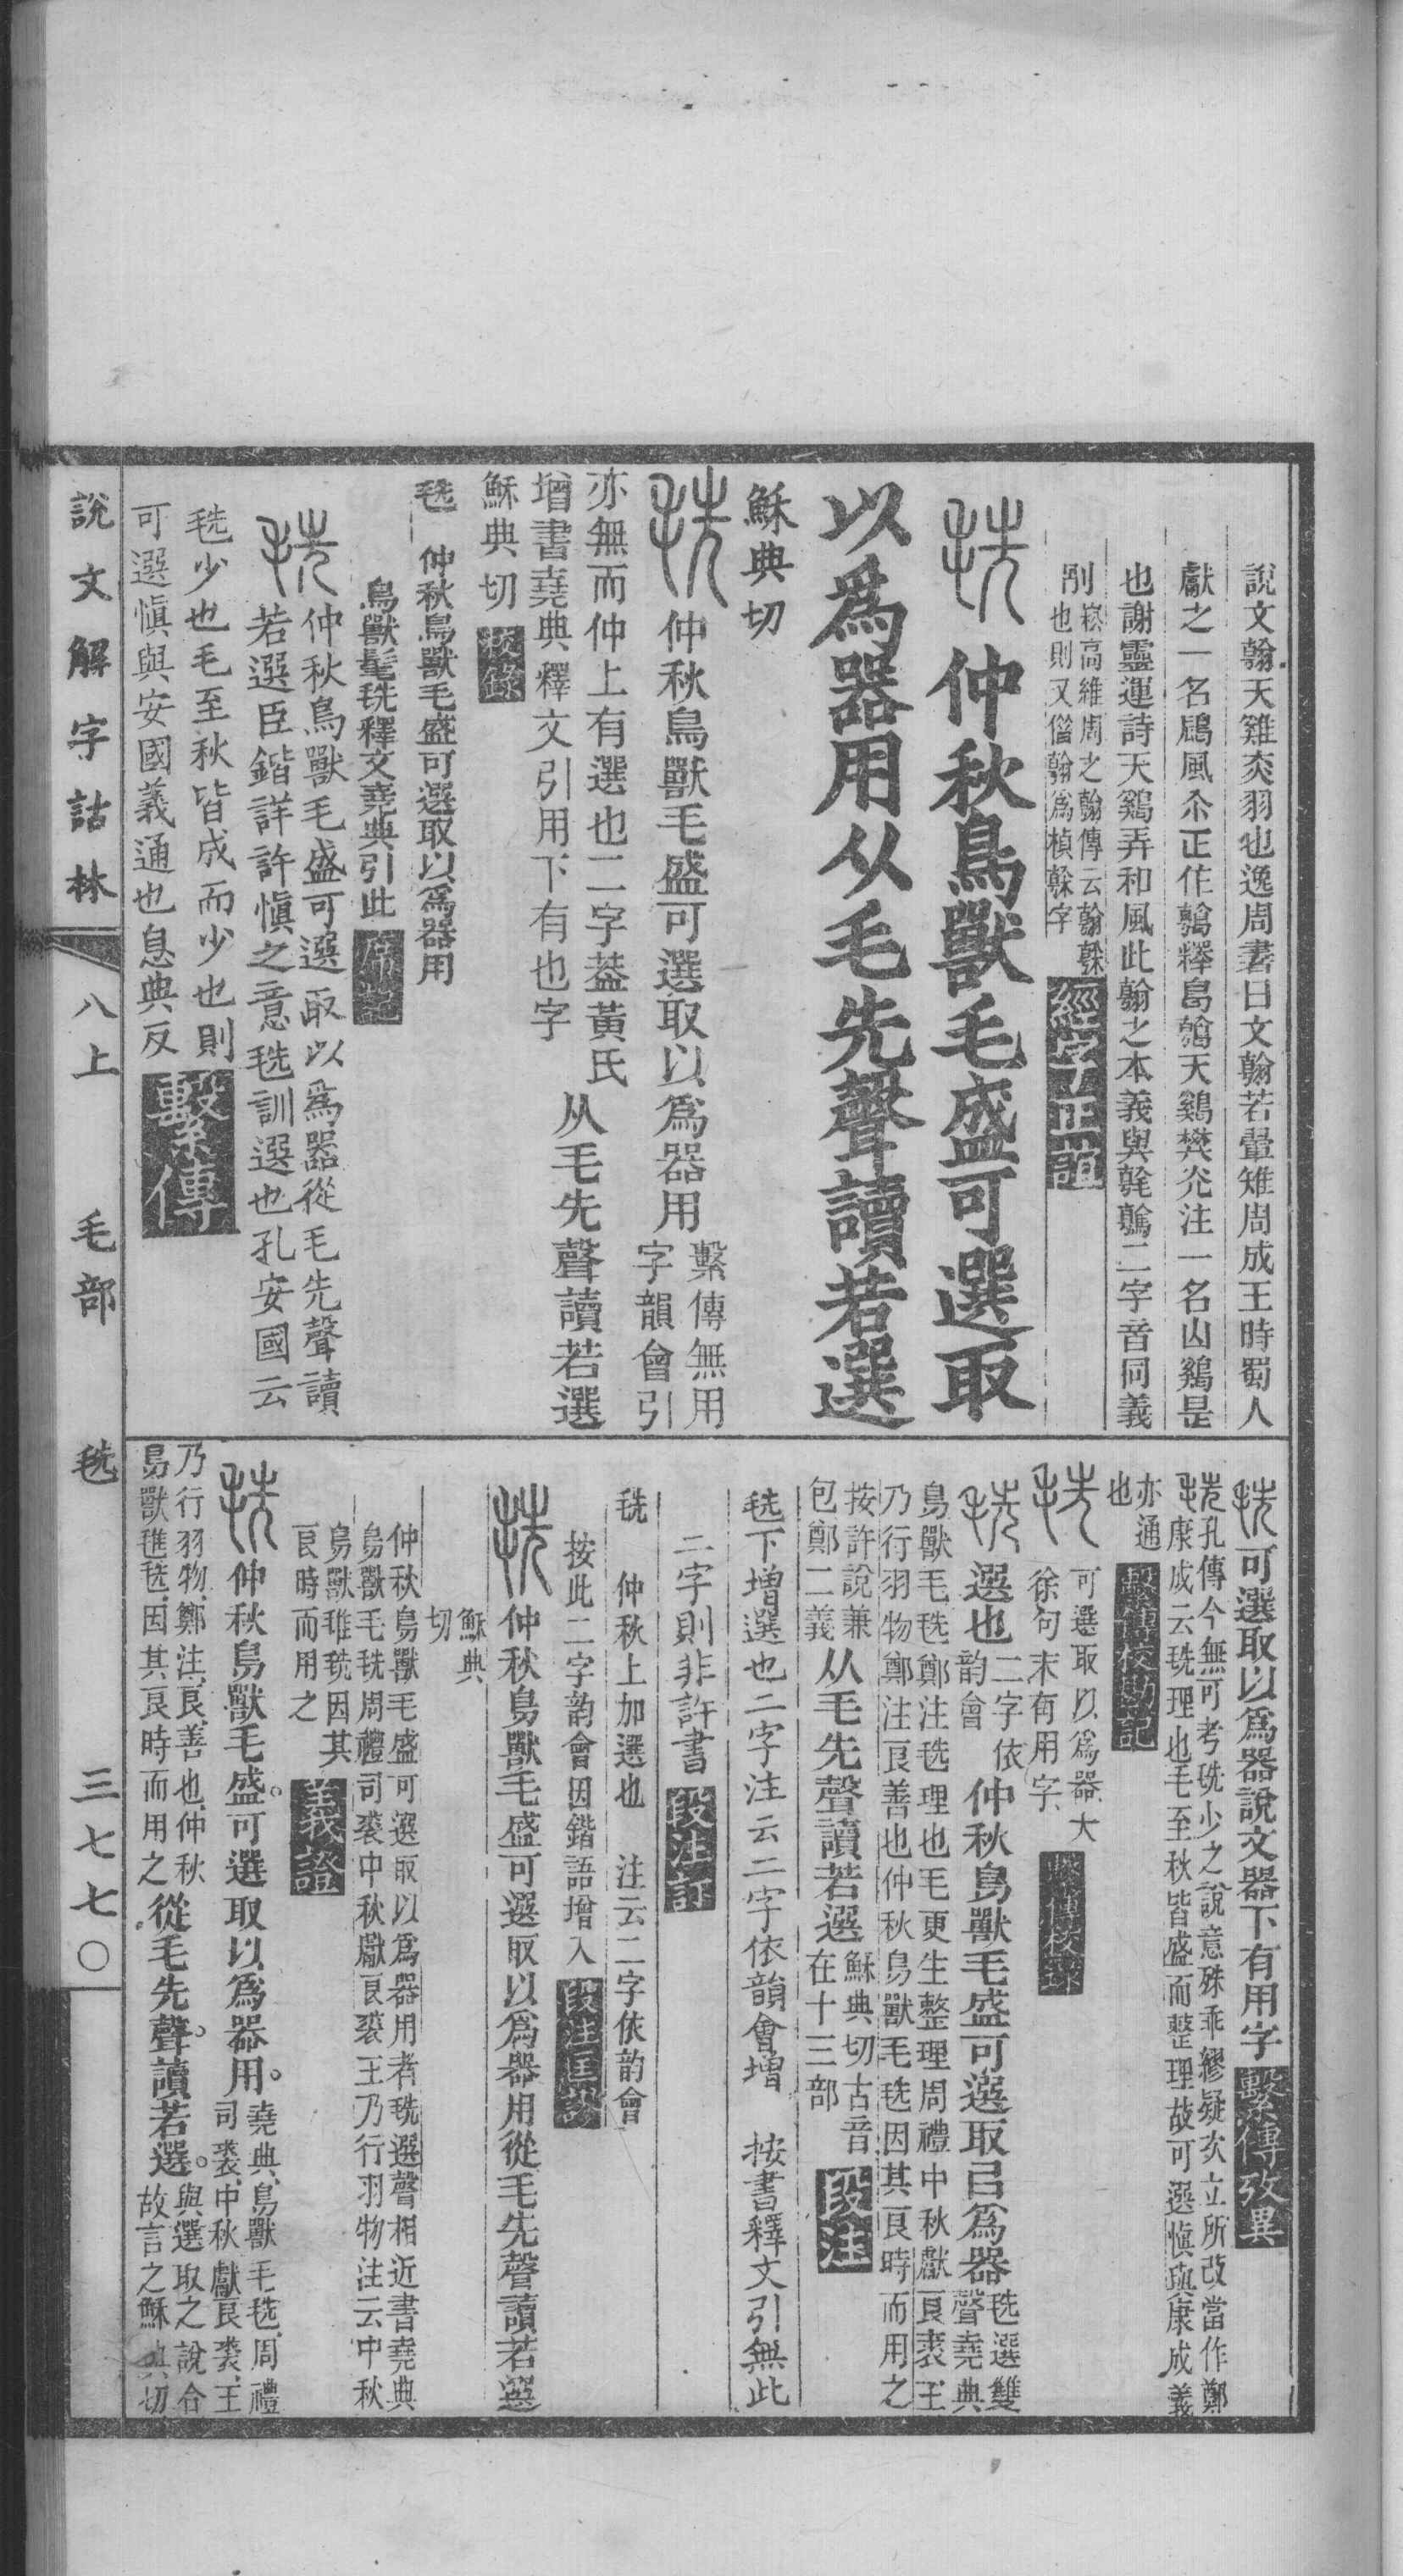 說文翰天雞赤羽也逸周書曰文翰若翬雉周成王時蜀人
獻之一名鷐風尒正作鶾釋鳥鶾天鷄樊光注一名山鷄是
也謝靈運詩天鷄弄和風此翰之本義與毨鶾二字音同義
別
崧高維周之翰傳云翰榦
也則又借翰爲楨榦字
經字正誼
毨仲秋鳥獸毛盛可選取
以爲器用从毛先聲讀若選
穌典切
毨仲秋鳥獸毛盛可選取以爲器用
繫傳無用
字韻會引
亦無而仲上有選也二字葢黃氏
增書堯典釋文引用下有也字
从毛先聲讀若選
穌典切
校錄
毨 仲秋鳥獸毛盛可選取以爲器用
鳥獸髦毨釋文堯典引此
席記
毨仲秋鳥獸毛盛可選取以爲器從毛先聲讀
若選臣鍇詳許愼之意毨訓選也孔安國云
毨少也毛至秋皆成而少也則
可選愼與安國義通也息典反
繫傳
毨可選取以爲器說文器下有用字
繫傳攷異
毨孔傳今無可考毨少之說意殊乖繆疑次立所改當作鄭
康成云毨理也毛至秋皆盛而整理故可選愼與康成義
亦通
也
繫傳校勘記
毨
可選取以爲器大
徐句末有用字
繫傳校錄
毨選也
二字依
韵會
仲秋鳥獸毛盛可選取㠯爲器
毨選雙
聲堯典
鳥獸毛毨鄭注毨理也毛更生整理周禮中秋獻良裘王
乃行羽物鄭注良善也仲秋鳥獸毛毨因其良時而用之
按許說兼
包鄭二義
从毛先聲讀若選
穌典切古音
在十三部
段注
毨下增選也二字注云二字依韻會增 按書釋文引無此
二字則非許書
段注訂
毨 仲秋上加選也 注云二字依韵會
按此二字韵會因鍇語增入
段注匡謬
毨仲秋鳥獸毛盛可選取以爲器用從毛先聲讀若選
穌典
切
仲秋鳥獸毛盛可選取以爲器用者毨選聲相近書堯典
鳥獸毛毨周禮司裘中秋獻良裘王乃行羽物注云中秋
鳥獸毨因其
良時而用之
義證
毨仲秋鳥獸毛盛可選取以爲器用
堯典鳥獸毛毨周禮
司裘中秋獻良裘王
乃行羽物鄭注良善也仲秋
鳥獸毨毨因其良時而用之
從毛先聲讀若選
與選取之說合
故言之穌典切
說文解字詁林 八上 毛部 毨 三七七〇